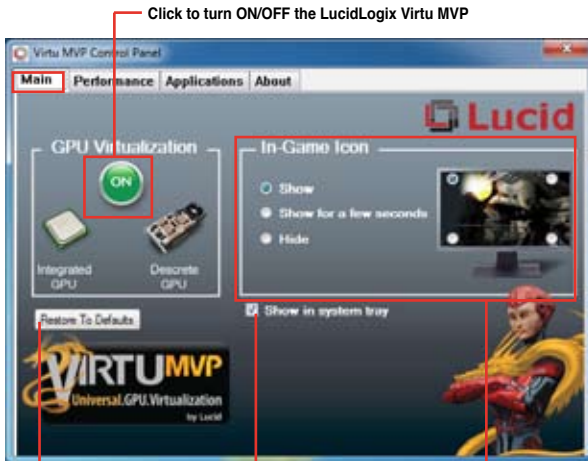 Click to turn ON/OFF the LucidLogix Virtu MVP
Virtu MVP Control Panel
Main Performance Applications About
Lucid
GPU Virtualization
In-Game Icon
ON
Show
Show for a few seconds
Hide
Integrated GPU
Descrete GPU
Restore To Defaults
Show in system tray
VIRTU MVP
Universal.GPU.Virtualization
by Lucid